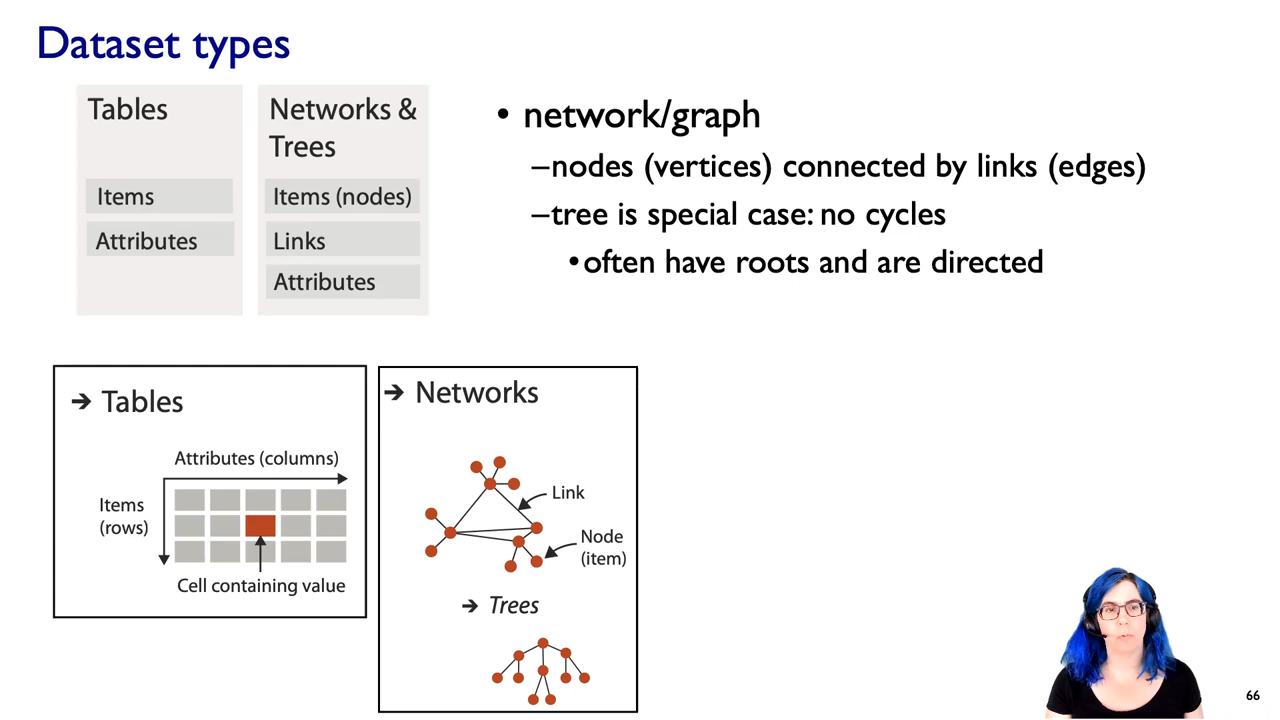 Dataset types
Tables
Items
Attributes
Networks &
Trees
Items (nodes)
Links
Attributes
• network/graph
–nodes (vertices) connected by links (edges)
–tree is special case: no cycles
•often have roots and are directed
➔ Tables
Attributes (columns)
Items
(rows)
Cell containing value
➔ Networks
Link
Node
(item)
➔ Trees
66